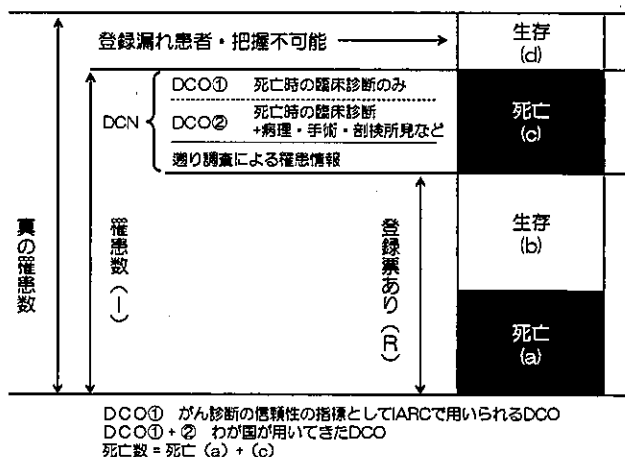 登録漏れ患者・把握不可能
生存
(d)
DCN
DCO① 死亡時の臨床診断のみ
DCO② 死亡時の臨床診断
+病理・手術・剖検所見など
遡り調査による罹患情報
死亡
(c)
真の罹患数
罹患数(I)
登録票あり(R)
生存
(b)
死亡
(a)
DCO① がん診断の信頼性の指標としてIARCで用いられるDCO
DCO①+② わが国が用いてきたDCO
死亡数=死亡(a)+(c)